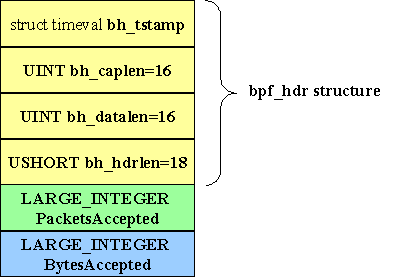 struct timeval bh_tstamp
UINT bh_caplen=16
bpf_hdr structure
UINT bh_datalen=16
USHORT bh_hdrlen=18
LARGE_INTEGER
PacketsAccepted
LARGE_INTEGER
BytesAccepted